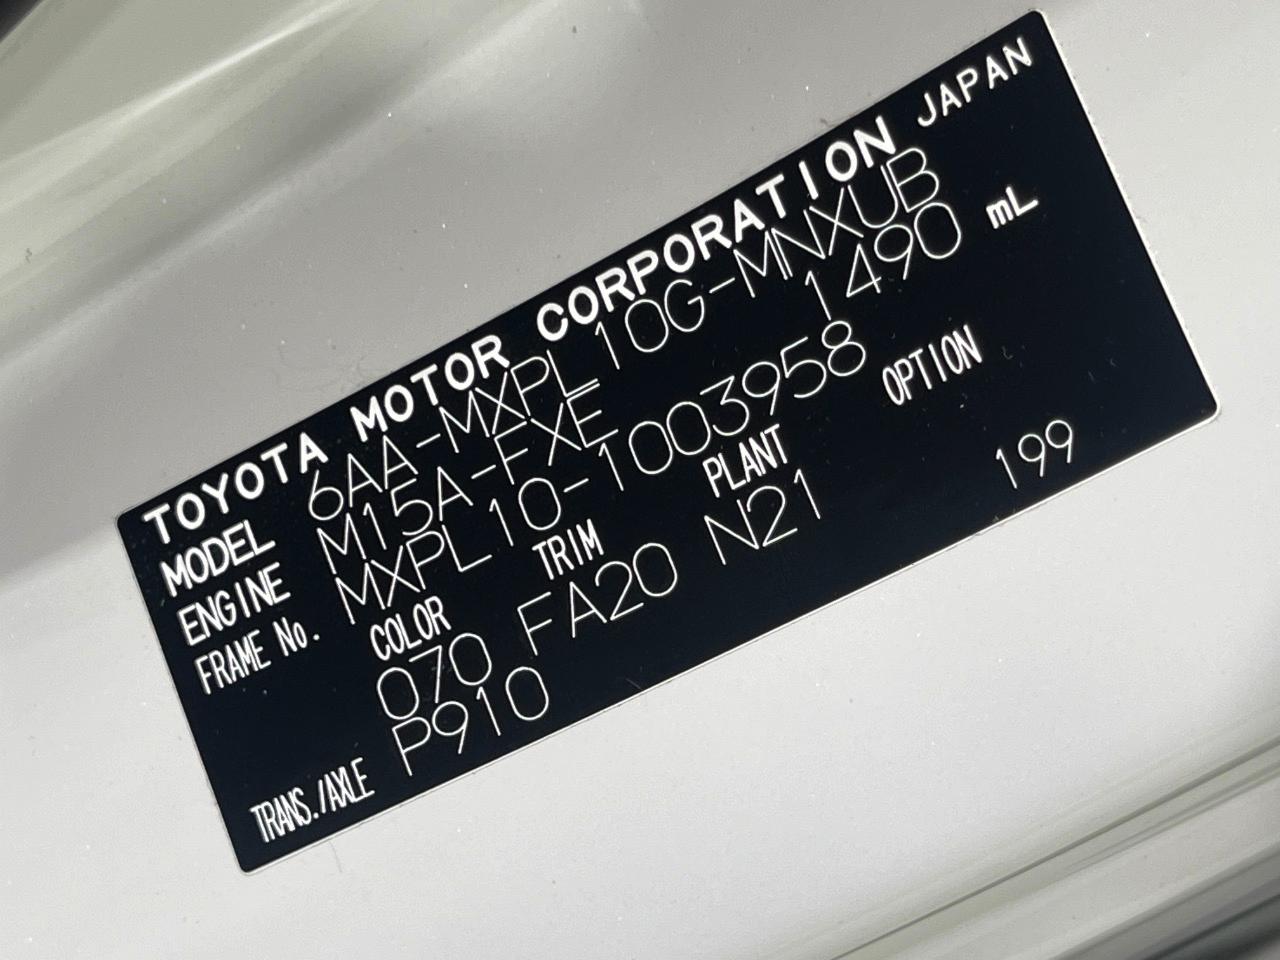 TOYOTA MOTOR CORPORATION JAPAN
MODEL 6AA-MXPL10G-MNXUB
ENGINE M15A-FXE 1490 mL
FRAME No. MXPL10-1003958
COLOR TRIM PLANT OPTION
070 FA20 N21 199
TRANS./AXLE P910